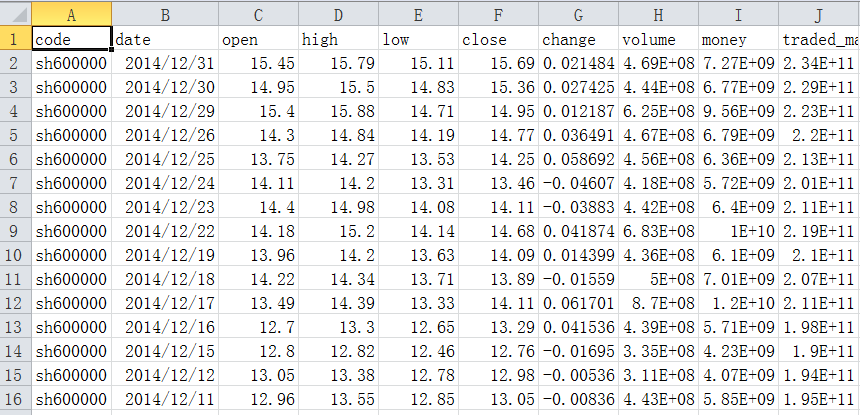 A B C D E F G H I J
1 code date open high low close change volume money traded_ma
2 sh600000 2014/12/31 15.45 15.79 15.11 15.69 0.021484 4.69E+08 7.27E+09 2.34E+11
3 sh600000 2014/12/30 14.95 15.5 14.83 15.36 0.027425 4.44E+08 6.77E+09 2.29E+11
4 sh600000 2014/12/29 15.4 15.88 14.71 14.95 0.012187 6.25E+08 9.56E+09 2.23E+11
5 sh600000 2014/12/26 14.3 14.84 14.19 14.77 0.036491 4.67E+08 6.79E+09 2.2E+11
6 sh600000 2014/12/25 13.75 14.27 13.53 14.25 0.058692 4.56E+08 6.36E+09 2.13E+11
7 sh600000 2014/12/24 14.11 14.2 13.31 13.46 -0.04607 4.18E+08 5.72E+09 2.01E+11
8 sh600000 2014/12/23 14.4 14.98 14.08 14.11 -0.03883 4.42E+08 6.4E+09 2.11E+11
9 sh600000 2014/12/22 14.18 15.2 14.14 14.68 0.041874 6.83E+08 1E+10 2.19E+11
10 sh600000 2014/12/19 13.96 14.2 13.63 14.09 0.014399 4.36E+08 6.1E+09 2.1E+11
11 sh600000 2014/12/18 14.22 14.34 13.71 13.89 -0.01559 5E+08 7.01E+09 2.07E+11
12 sh600000 2014/12/17 13.49 14.39 13.33 14.11 0.061701 8.7E+08 1.2E+10 2.11E+11
13 sh600000 2014/12/16 12.7 13.3 12.65 13.29 0.041536 4.39E+08 5.71E+09 1.98E+11
14 sh600000 2014/12/15 12.8 12.82 12.46 12.76 -0.01695 3.35E+08 4.23E+09 1.9E+11
15 sh600000 2014/12/12 13.05 13.38 12.78 12.98 -0.00536 3.11E+08 4.07E+09 1.94E+11
16 sh600000 2014/12/11 12.96 13.55 12.85 13.05 -0.00836 4.43E+08 5.85E+09 1.95E+11